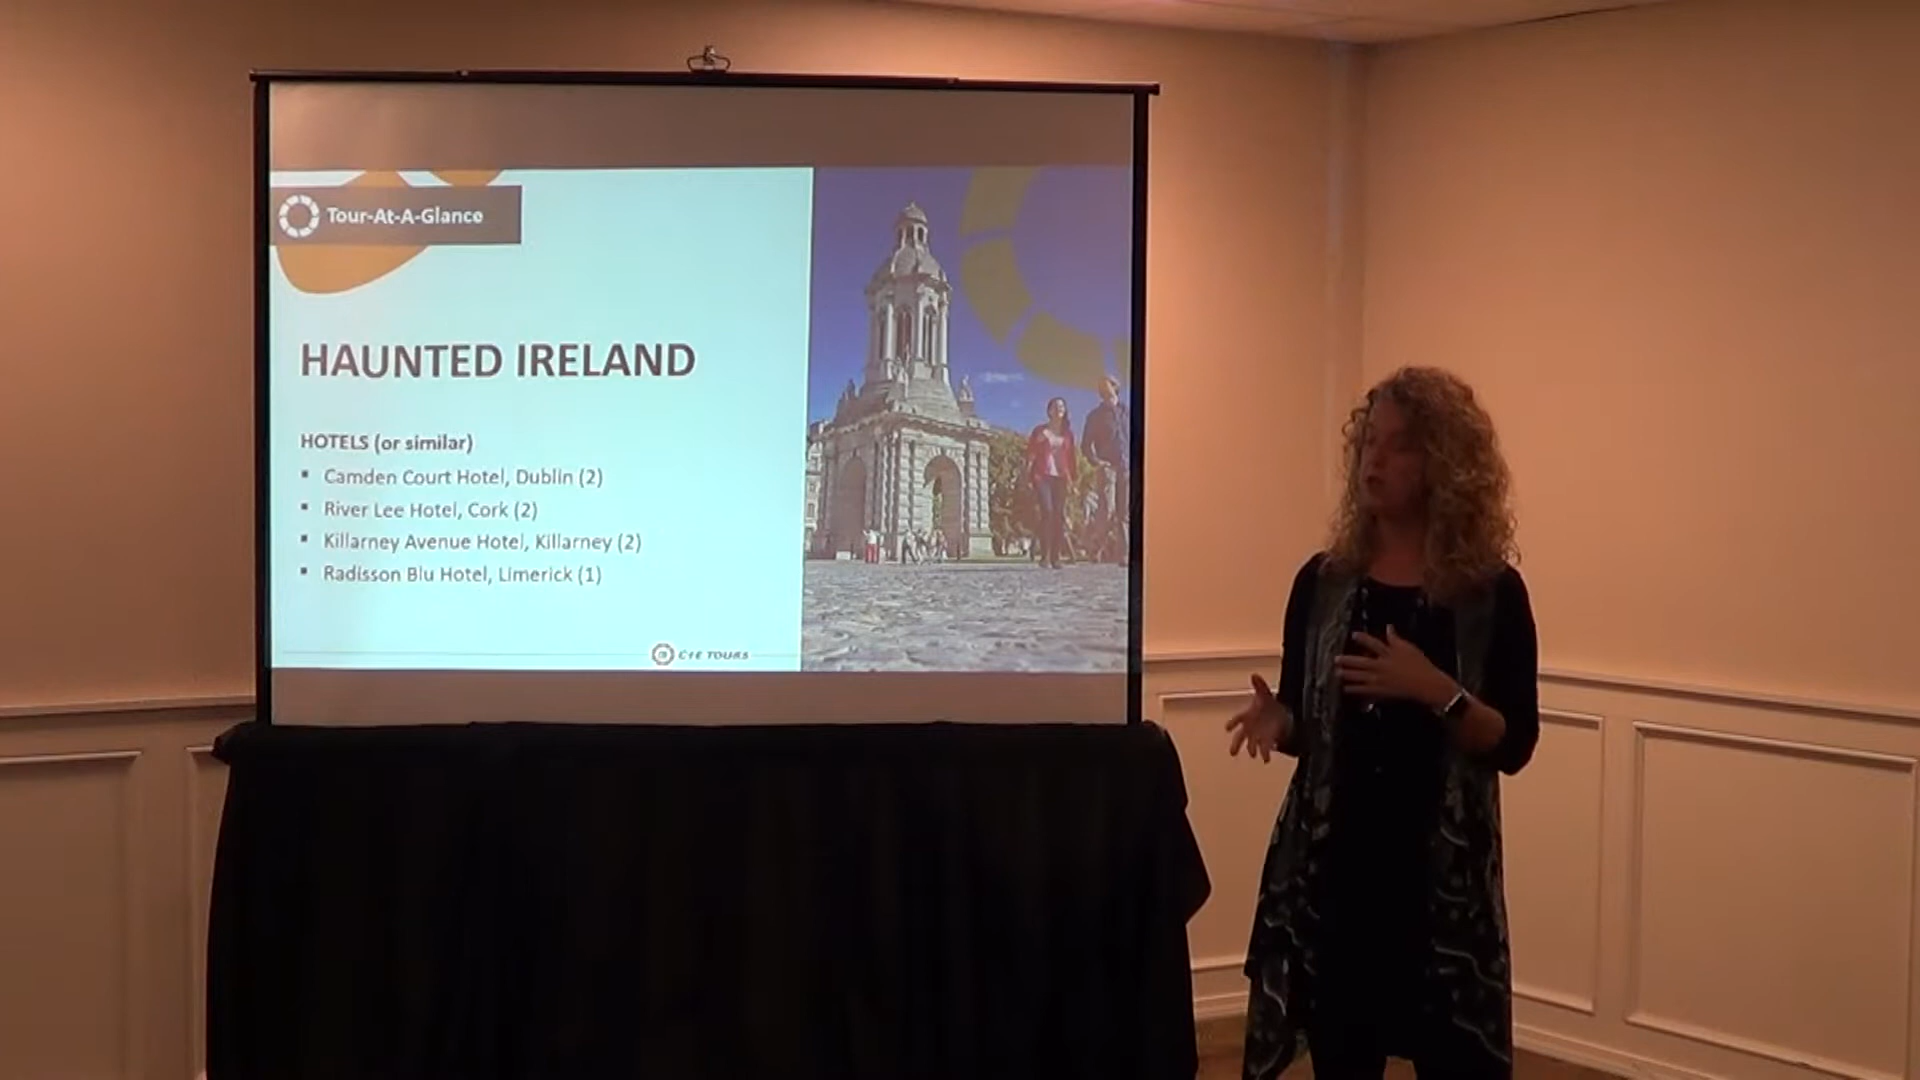 Tour-At-A-Glance
HAUNTED IRELAND
HOTELS (or similar)
▪ Camden Court Hotel, Dublin (2)
▪ River Lee Hotel, Cork (2)
▪ Killarney Avenue Hotel, Killarney (2)
▪ Radisson Blu Hotel, Limerick (1)
CIE TOURS